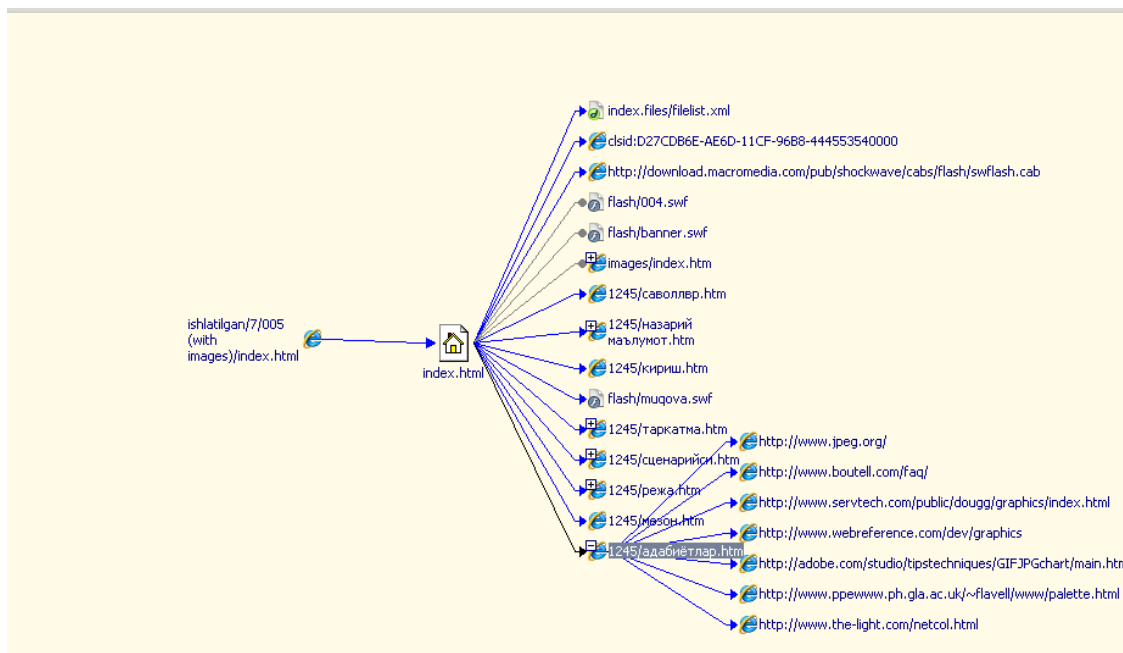 index.files/filelist.xml
clsid:D27CDB6E-AE6D-11CF-96B8-444553540000
http://download.macromedia.com/pub/shockwave/cabs/flash/swflash.cab
flash/004.swf
flash/banner.swf
images/index.htm
1245/саволлвр.htm
ishlatilgan/7/005
(with
images)/index.html
index.html
1245/назарий
маълумот.htm
1245/кириш.htm
flash/muqova.swf
1245/таркатма.htm
1245/сценарийси.htm
1245/режа.htm
1245/мезон.htm
1245/адабиётлар.htm
http://www.jpeg.org/
http://www.boutell.com/faq/
http://www.servtech.com/public/dougg/graphics/index.html
http://www.webreference.com/dev/graphics
http://adobe.com/studio/tipstechniques/GIFJPGchart/main.htm
http://www.ppewww.ph.gla.ac.uk/~flavell/www/palette.html
http://www.the-light.com/netcol.html